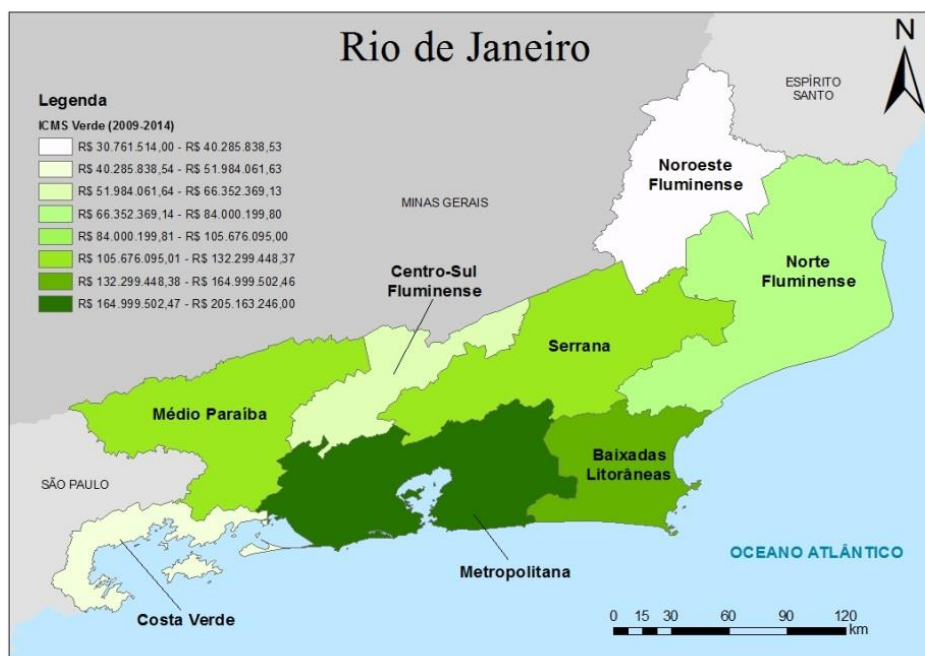 Rio de Janeiro
N
Legenda
ICMS Verde (2009-2014)
R$ 30.761.514,00 - R$ 40.285.838,53
R$ 40.285.838,54 - R$ 51.984.061,63
R$ 51.984.061,64 - R$ 66.352.369,13
R$ 66.352.369,14 - R$ 84.000.199,80
R$ 84.000.199,81 - R$ 105.676.095,00
R$ 105.676.095,01 - R$ 132.299.448,37
R$ 132.299.448,38 - R$ 164.999.502,46
R$ 164.999.502,47 - R$ 205.163.246,00
ESPÍRITO
SANTO
MINAS GERAIS
Noroeste
Fluminense
Norte
Fluminense
Centro-Sul
Fluminense
Serrana
Médio Paraíba
Baixadas
Litorâneas
SÃO PAULO
OCEANO ATLÂNTICO
Metropolitana
Costa Verde
0 15 30 60 90 120
km